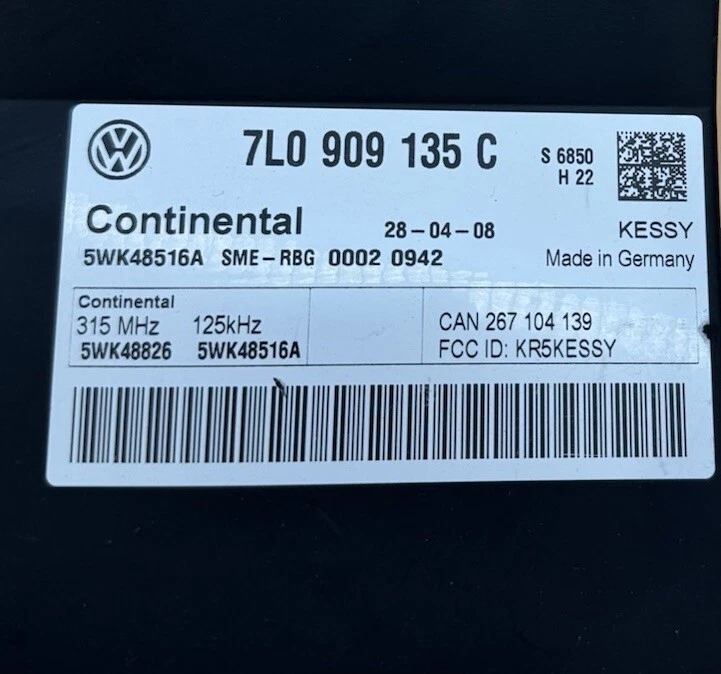 VW
7L0 909 135 C
S 6850
H 22
Continental 28-04-08 KESSY
5WK48516A SME-RBG 0002 0942 Made in Germany
Continental
315 MHz 125kHz CAN 267 104 139
5WK48826 5WK48516A FCC ID: KR5KESSY